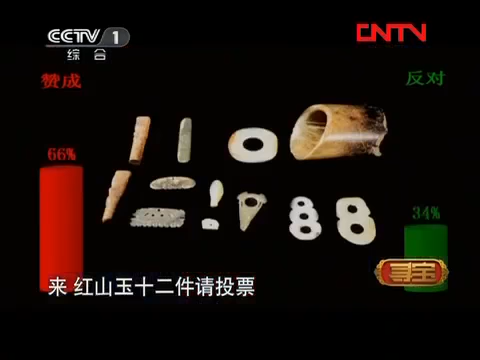 CCTV 1
综合
CNTV
赞成
反对
66%
34%
寻宝
来 红山玉十二件请投票